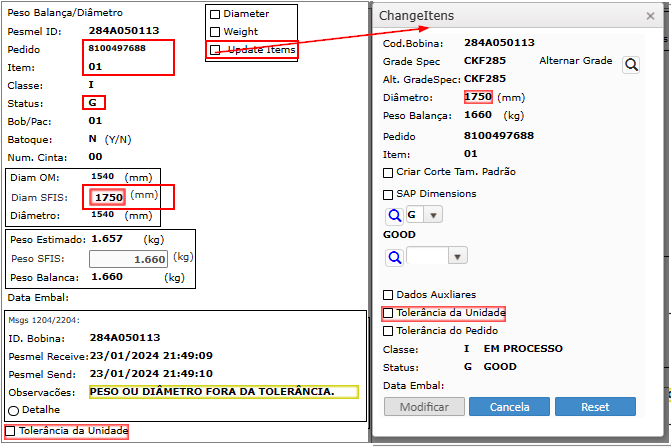 Peso Balança/Diâmetro
Pesmel ID: 284A050113
Pedido 8100497688
Item: 01
Classe: I
Status: G
Bob/Pac: 01
Batoque: N (Y/N)
Num. Cinta: 00
Diam OM: 1540 (mm)
Diam SFIS: 1750 (mm)
Diâmetro: 1540 (mm)
Peso Estimado: 1.657 (kg)
Peso SFIS: 1.660 (kg)
Peso Balanca: 1.660 (kg)
Data Embal:
Msgs 1204/2204:
ID. Bobina: 284A050113
Pesmel Receive: 23/01/2024 21:49:09
Pesmel Send: 23/01/2024 21:49:10
Observacões: PESO OU DIÂMETRO FORA DA TOLERÂNCIA.
Detalhe
Tolerância da Unidade
Diameter
Weight
Update Items
ChangeItens ×
Cod.Bobina: 284A050113
Grade Spec CKF285 Alternar Grade
Alt. GradeSpec: CKF285
Diâmetro: 1750 (mm)
Peso Balança: 1660 (kg)
Pedido 8100497688
Item: 01
Criar Corte Tam. Padrão
SAP Dimensions
G
GOOD
Dados Auxliares
Tolerância da Unidade
Tolerância do Pedido
Classe: I EM PROCESSO
Status: G GOOD
Data Embal:
Modificar Cancela Reset